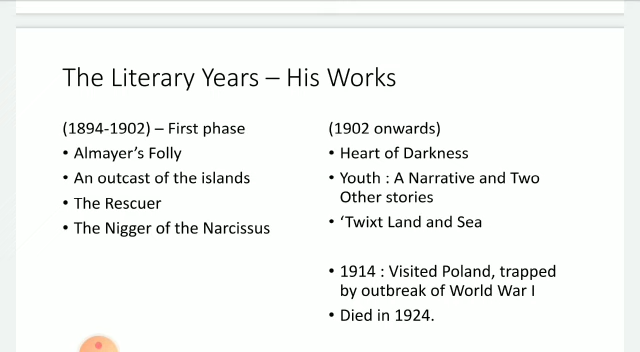 The Literary Years – His Works
(1894-1902) – First phase
• Almayer’s Folly
• An outcast of the islands
• The Rescuer
• The Nigger of the Narcissus
(1902 onwards)
• Heart of Darkness
• Youth : A Narrative and Two
Other stories
• ‘Twixt Land and Sea
• 1914 : Visited Poland, trapped
by outbreak of World War I
• Died in 1924.